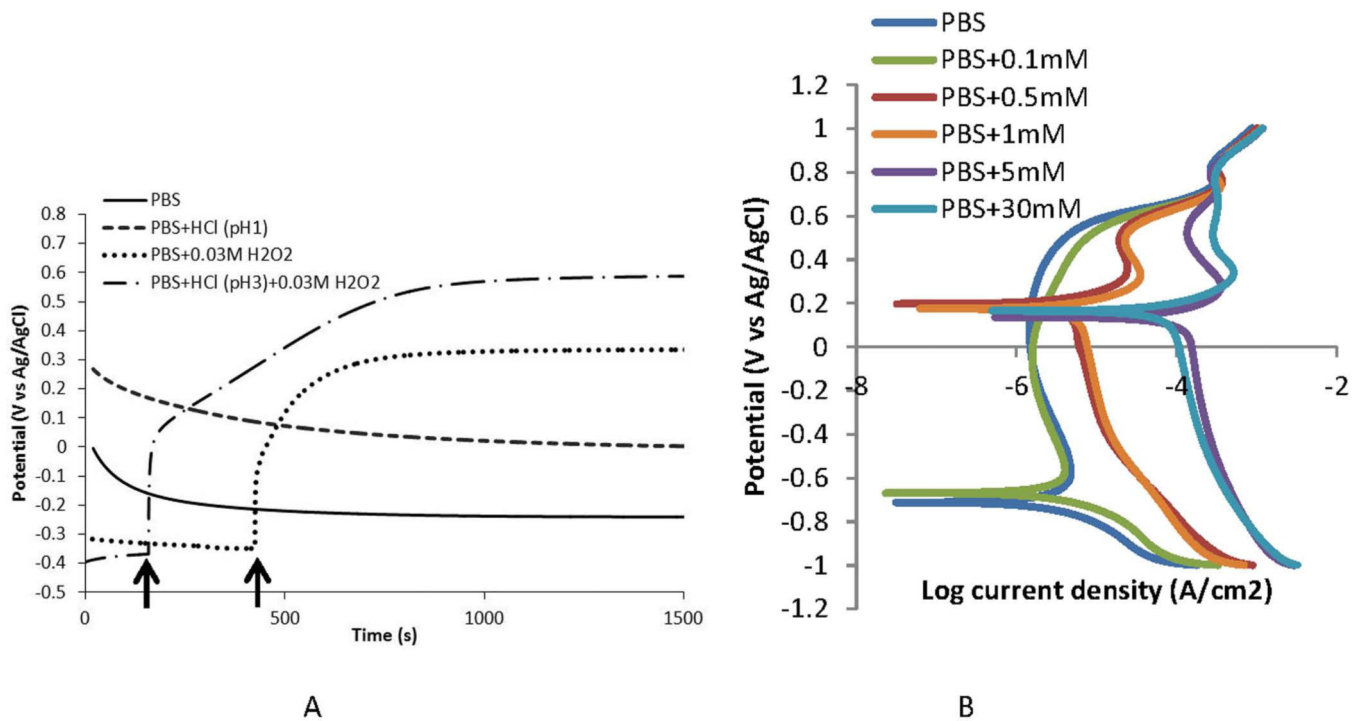 PBS
PBS+HCl (pH1)
PBS+0.03M H2O2
PBS+HCl (pH3)+0.03M H2O2
0.8
0.7
0.6
0.5
0.4
0.3
0.2
0.1
0
-0.1
-0.2
-0.3
-0.4
-0.5
Potential (V vs Ag/AgCl)
0
500
1000
1500
Time (s)
A
PBS
PBS+0.1mM
PBS+0.5mM
PBS+1mM
PBS+5mM
PBS+30mM
1.2
1
0.8
0.6
0.4
0.2
0
-0.2
-0.4
-0.6
-0.8
-1
-1.2
Potential (V vs Ag/AgCl)
-8
-6
-4
-2
Log current density (A/cm2)
B